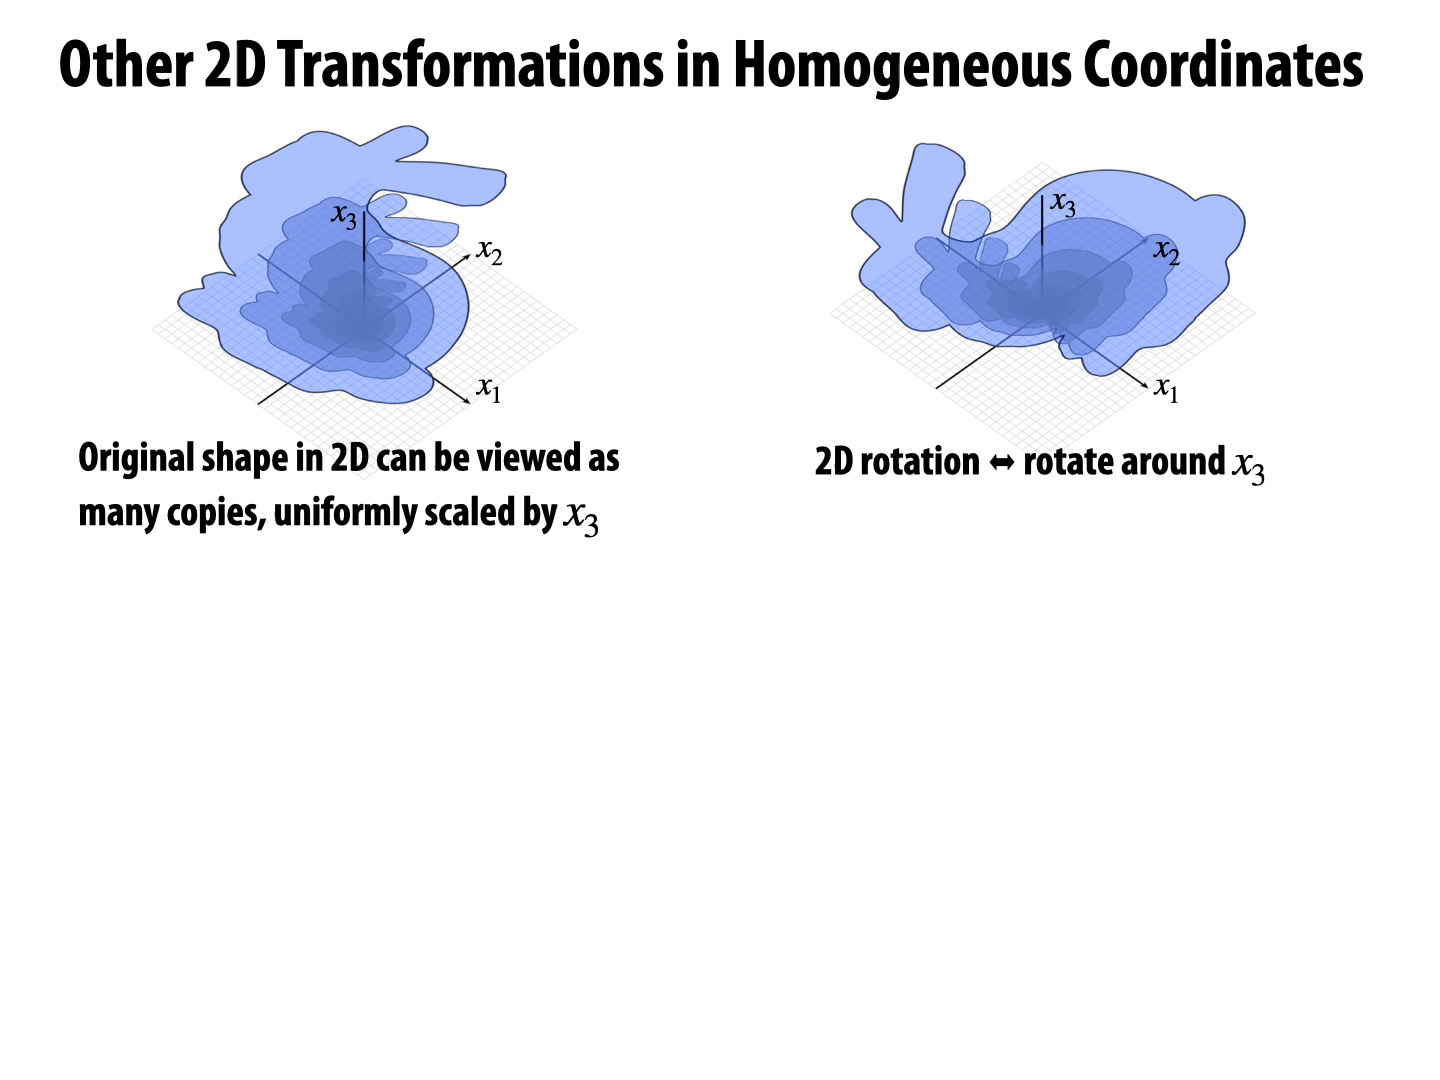 Other 2D Transformations in Homogeneous Coordinates
x₃
x₂
x₁
Original shape in 2D can be viewed as
many copies, uniformly scaled by x₃
x₃
x₂
x₁
2D rotation ⬌ rotate around x₃